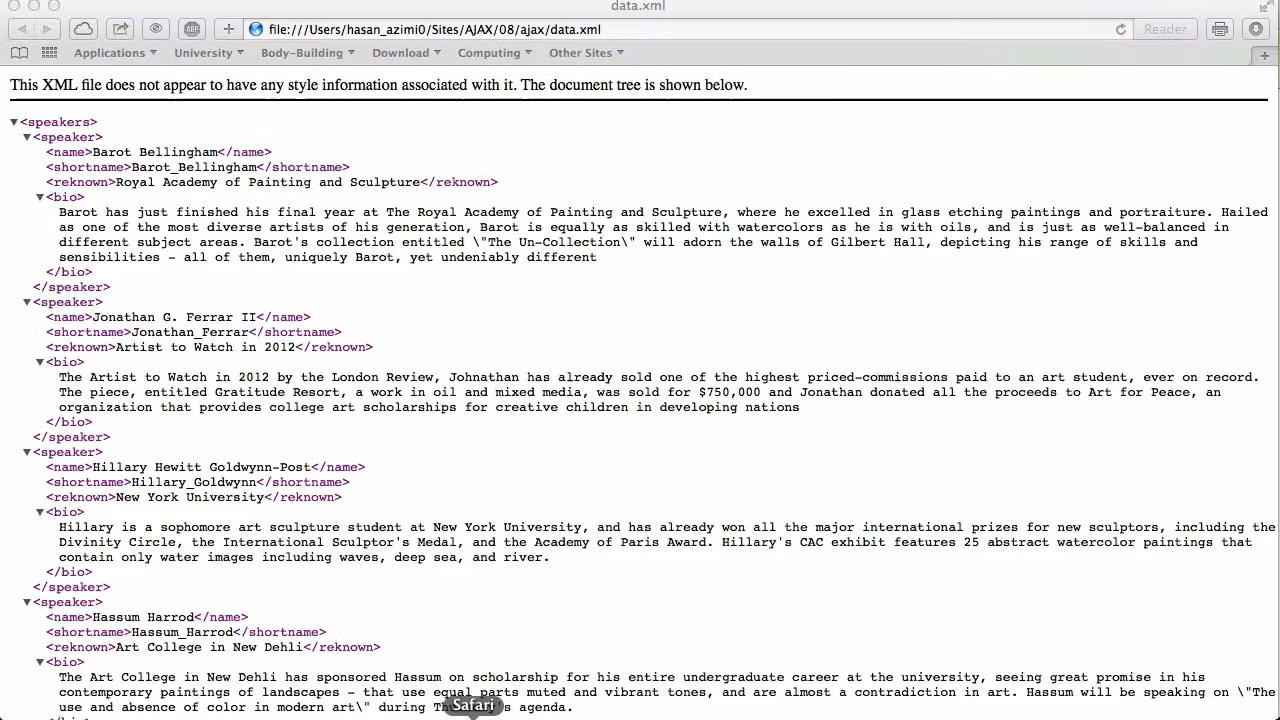 data.xml
file:///Users/hasan_azimi0/Sites/AJAX/08/ajax/data.xml
Reader
Applications University Body-Building Download Computing Other Sites
This XML file does not appear to have any style information associated with it. The document tree is shown below.
<speakers>
<speaker>
<name>Barot Bellingham</name>
<shortname>Barot_Bellingham</shortname>
<reknown>Royal Academy of Painting and Sculpture</reknown>
<bio>
Barot has just finished his final year at The Royal Academy of Painting and Sculpture, where he excelled in glass etching paintings and portraiture. Hailed
as one of the most diverse artists of his generation, Barot is equally as skilled with watercolors as he is with oils, and is just as well-balanced in
different subject areas. Barot's collection entitled \"The Un-Collection\" will adorn the walls of Gilbert Hall, depicting his range of skills and
sensibilities - all of them, uniquely Barot, yet undeniably different
</bio>
</speaker>
<speaker>
<name>Jonathan G. Ferrar II</name>
<shortname>Jonathan_Ferrar</shortname>
<reknown>Artist to Watch in 2012</reknown>
<bio>
The Artist to Watch in 2012 by the London Review, Johnathan has already sold one of the highest priced-commissions paid to an art student, ever on record.
The piece, entitled Gratitude Resort, a work in oil and mixed media, was sold for $750,000 and Jonathan donated all the proceeds to Art for Peace, an
organization that provides college art scholarships for creative children in developing nations
</bio>
</speaker>
<speaker>
<name>Hillary Hewitt Goldwynn-Post</name>
<shortname>Hillary_Goldwynn</shortname>
<reknown>New York University</reknown>
<bio>
Hillary is a sophomore art sculpture student at New York University, and has already won all the major international prizes for new sculptors, including the
Divinity Circle, the International Sculptor's Medal, and the Academy of Paris Award. Hillary's CAC exhibit features 25 abstract watercolor paintings that
contain only water images including waves, deep sea, and river.
</bio>
</speaker>
<speaker>
<name>Hassum Harrod</name>
<shortname>Hassum_Harrod</shortname>
<reknown>Art College in New Dehli</reknown>
<bio>
The Art College in New Dehli has sponsored Hassum on scholarship for his entire undergraduate career at the university, seeing great promise in his
contemporary paintings of landscapes - that use equal parts muted and vibrant tones, and are almost a contradiction in art. Hassum will be speaking on \"The
use and absence of color in modern art\" during agenda.
Safari